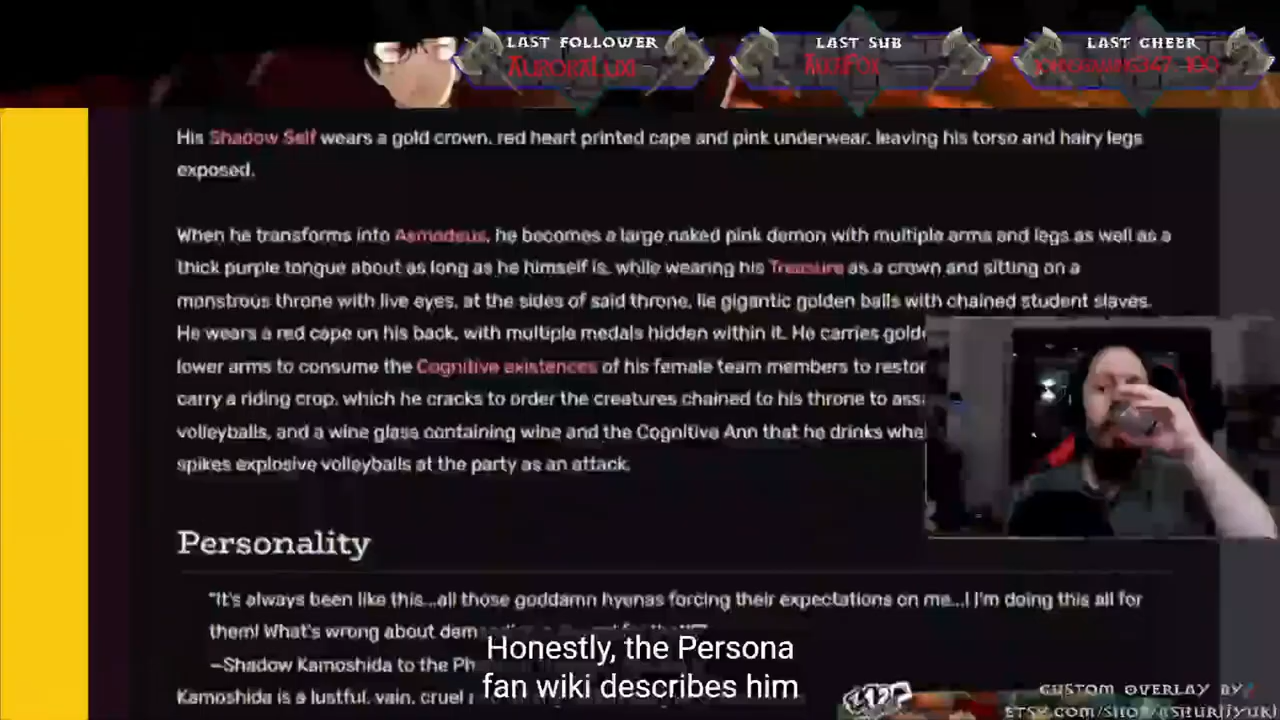 LAST FOLLOWER
LAST SUB
LAST CHEER
AURORALUXI
His Shadow Self wears a gold crown, red heart printed cape and pink underwear, leaving his torso and hairy legs
exposed.
When he transforms into Asmodeus, he becomes a large naked pink demon with multiple arms and legs as well as a
thick purple tongue about as long as he himself is, while wearing his Treasure as a crown and sitting on a
monstrous throne with live eyes, at the sides of said throne, lie gigantic golden balls with chained student slaves.
He wears a red cape on his back, with multiple medals hidden within it. He carries
lower arms to consume the Cognitive existences of his female team members to
carry a riding crop, which he cracks to order the creatures chained to his throne to
volleyballs, and a wine glass containing wine and the Cognitive Ann that he drinks
spikes explosive volleyballs at the party as an attack.
Personality
"It's always been like this...all those goddamn hyenas forcing their expectations on me...! I'm doing this all for
them! What's wrong about
—Shadow Kamoshida to the
Kamoshida is a lustful, vain, cruel
Honestly, the Persona
fan wiki describes him
CUSTOM OVERLAY BY
ETSY.COM/SHOP/ASHURJIYUKI